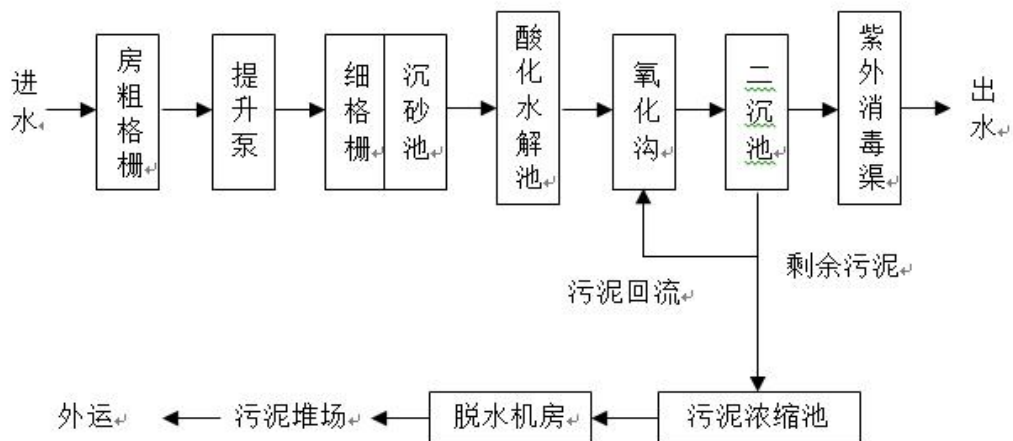 进水
房粗格栅
提升泵
细格栅
沉砂池
酸化水解池
氧化沟
二沉池
紫外消毒渠
出水
污泥回流
剩余污泥
外运
污泥堆场
脱水机房
污泥浓缩池